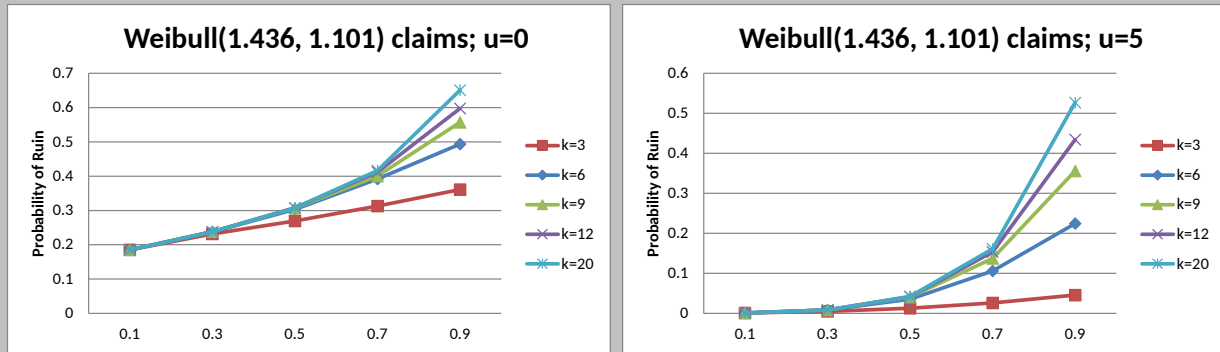 Weibull(1.436, 1.101) claims; u=0
Probability of Ruin
0.7
0.6
0.5
0.4
0.3
0.2
0.1
0
0.1 0.3 0.5 0.7 0.9
k=3
k=6
k=9
k=12
k=20
Weibull(1.436, 1.101) claims; u=5
Probability of Ruin
0.6
0.5
0.4
0.3
0.2
0.1
0
0.1 0.3 0.5 0.7 0.9
k=3
k=6
k=9
k=12
k=20